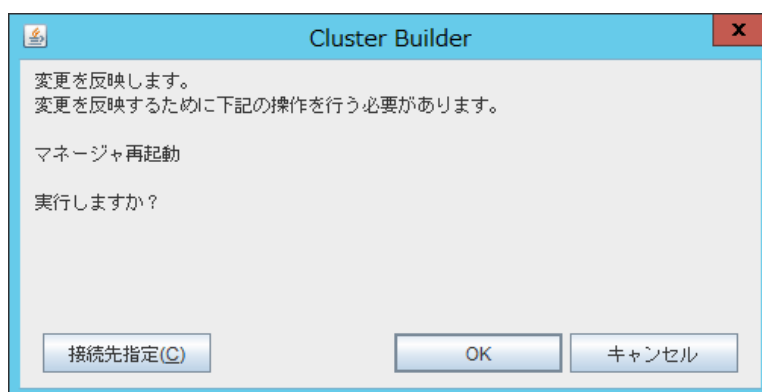 Cluster Builder
x
変更を反映します。
変更を反映するために下記の操作を行う必要があります。
マネージャ再起動
実行しますか？
接続先指定(C)
OK
キャンセル